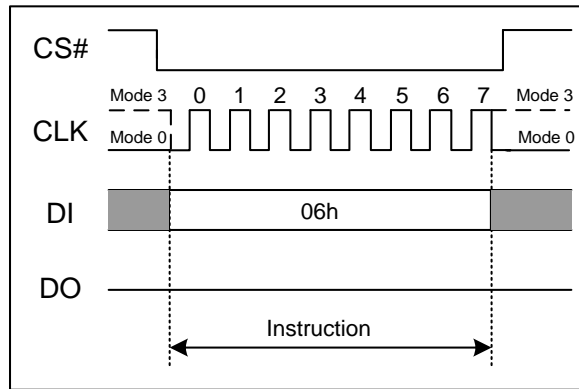 CS#
Mode 3 0 1 2 3 4 5 6 7 Mode 3
CLK
Mode 0 Mode 0
DI 06h
DO
Instruction